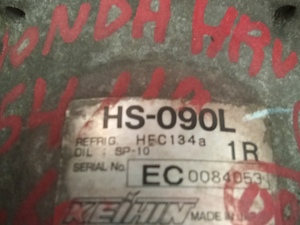 HONDA HRV
HS-090L
REFRIG. HFC134a
OIL : SP-10 1R
SERIAL No. EC 0084053
KEIHIN MADE IN